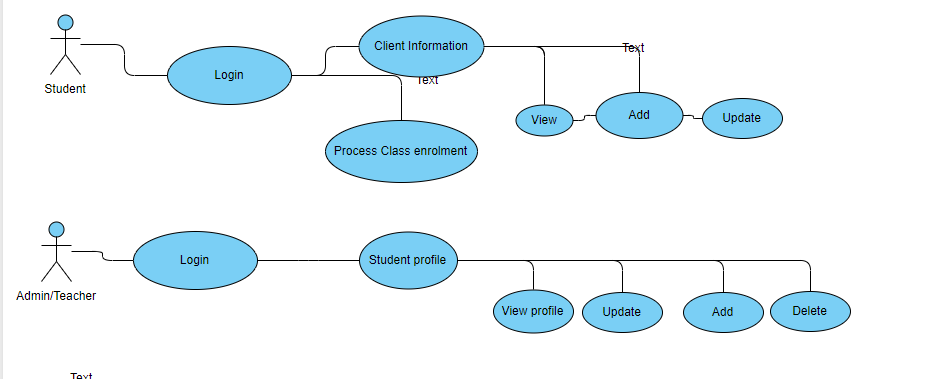 Client Information
Text
Login
Text
Student
View
Add
Update
Process Class enrolment
Login
Student profile
Admin/Teacher
View profile
Update
Add
Delete
Text